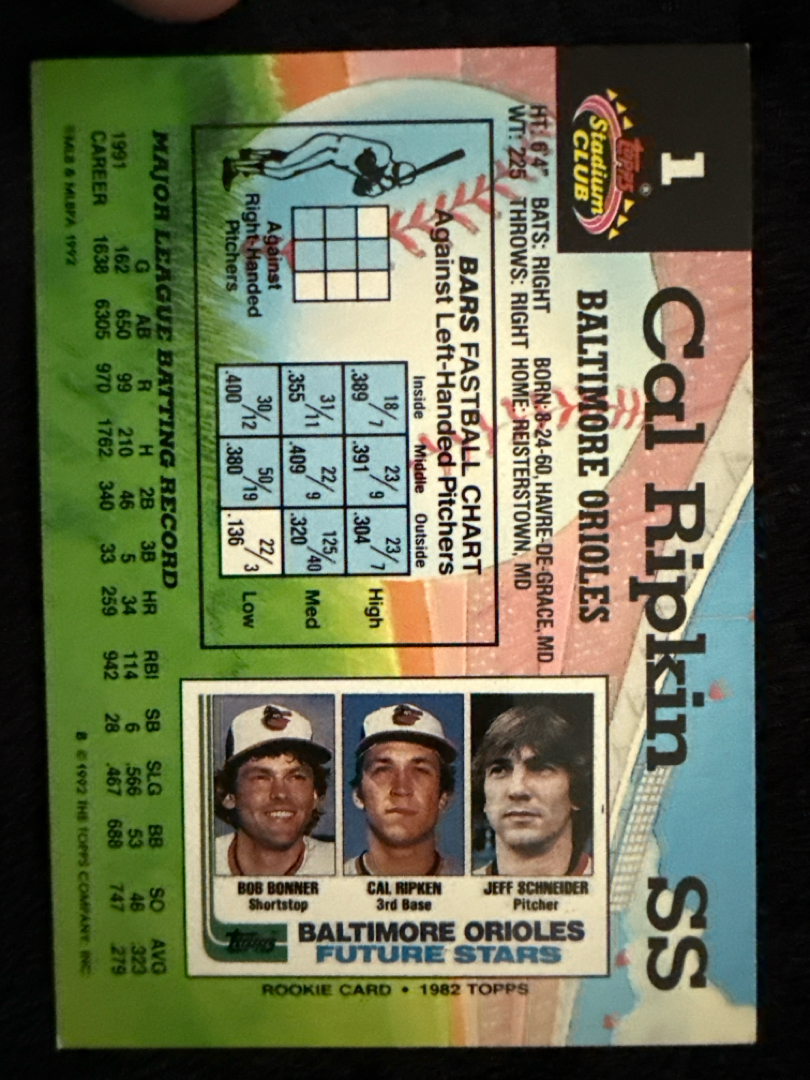 1
Topps
Stadium
CLUB
Cal Ripkin SS
BALTIMORE ORIOLES
HT: 6'4" BATS: RIGHT BORN: 8-24-60, HAVRE-DE-GRACE, MD
WT: 225 THROWS: RIGHT HOME: REISTERSTOWN, MD
BARS FASTBALL CHART
Against Left-Handed Pitchers
Inside Middle Outside
18/7 23/9 23/7 High
.389 .391 .304
31/11 22/9 125/40 Med
.355 .409 .320
30/12 50/19 22/3 Low
.400 .380 .136
Against
Right-Handed
Pitchers
JEFF SCHNEIDER
Pitcher
CAL RIPKEN
3rd Base
BOB BONNER
Shortstop
Topps
BALTIMORE ORIOLES
FUTURE STARS
ROOKIE CARD • 1982 TOPPS
MAJOR LEAGUE BATTING RECORD
G AB R H 2B 3B HR RBI SB SLG BB SO AVG
1991 162 650 99 210 46 5 34 114 6 .566 53 46 .323
CAREER 1638 6305 970 1762 340 33 259 942 28 .467 688 747 .279
©MLB & MLBPA 1992
B © 1992 THE TOPPS COMPANY, INC.